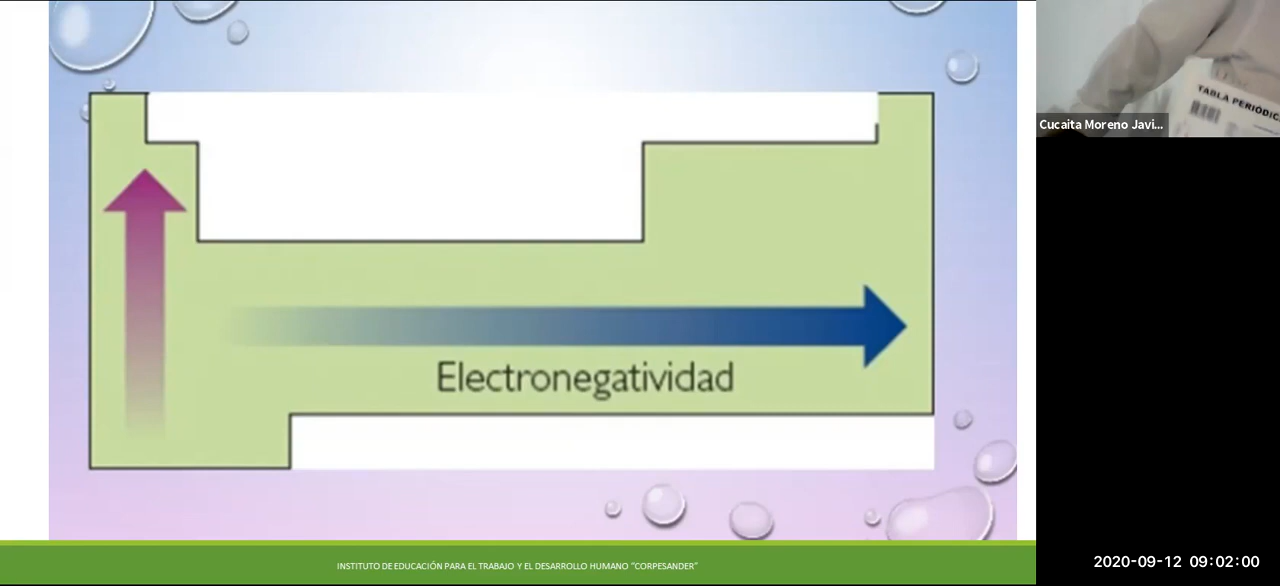 Electronegatividad
INSTITUTO DE EDUCACIÓN PARA EL TRABAJO Y EL DESARROLLO HUMANO "CORPESANDER"
TABLA PERIÓDIC
Cucaita Moreno Javi...
2020-09-12 09:02:00